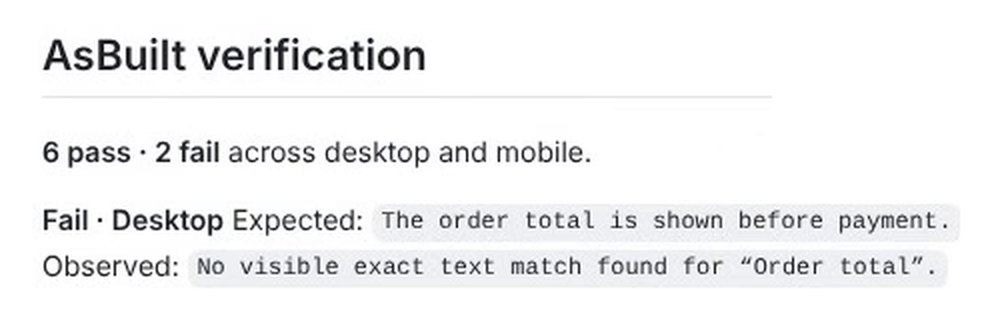 AsBuilt verification
6 pass · 2 fail across desktop and mobile.
Fail · Desktop Expected: The order total is shown before payment.
Observed: No visible exact text match found for “Order total”.